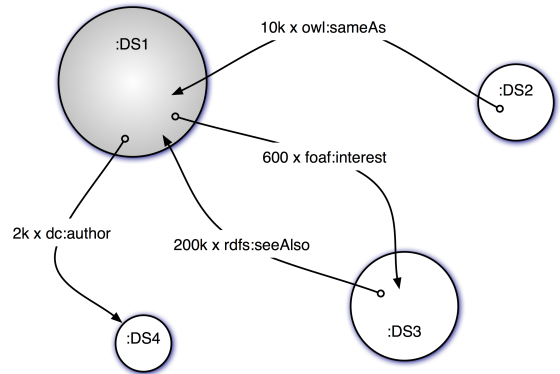 10k x owl:sameAs
:DS1
:DS2
600 x foaf:interest
2k x dc:author
200k x rdfs:seeAlso
:DS3
:DS4